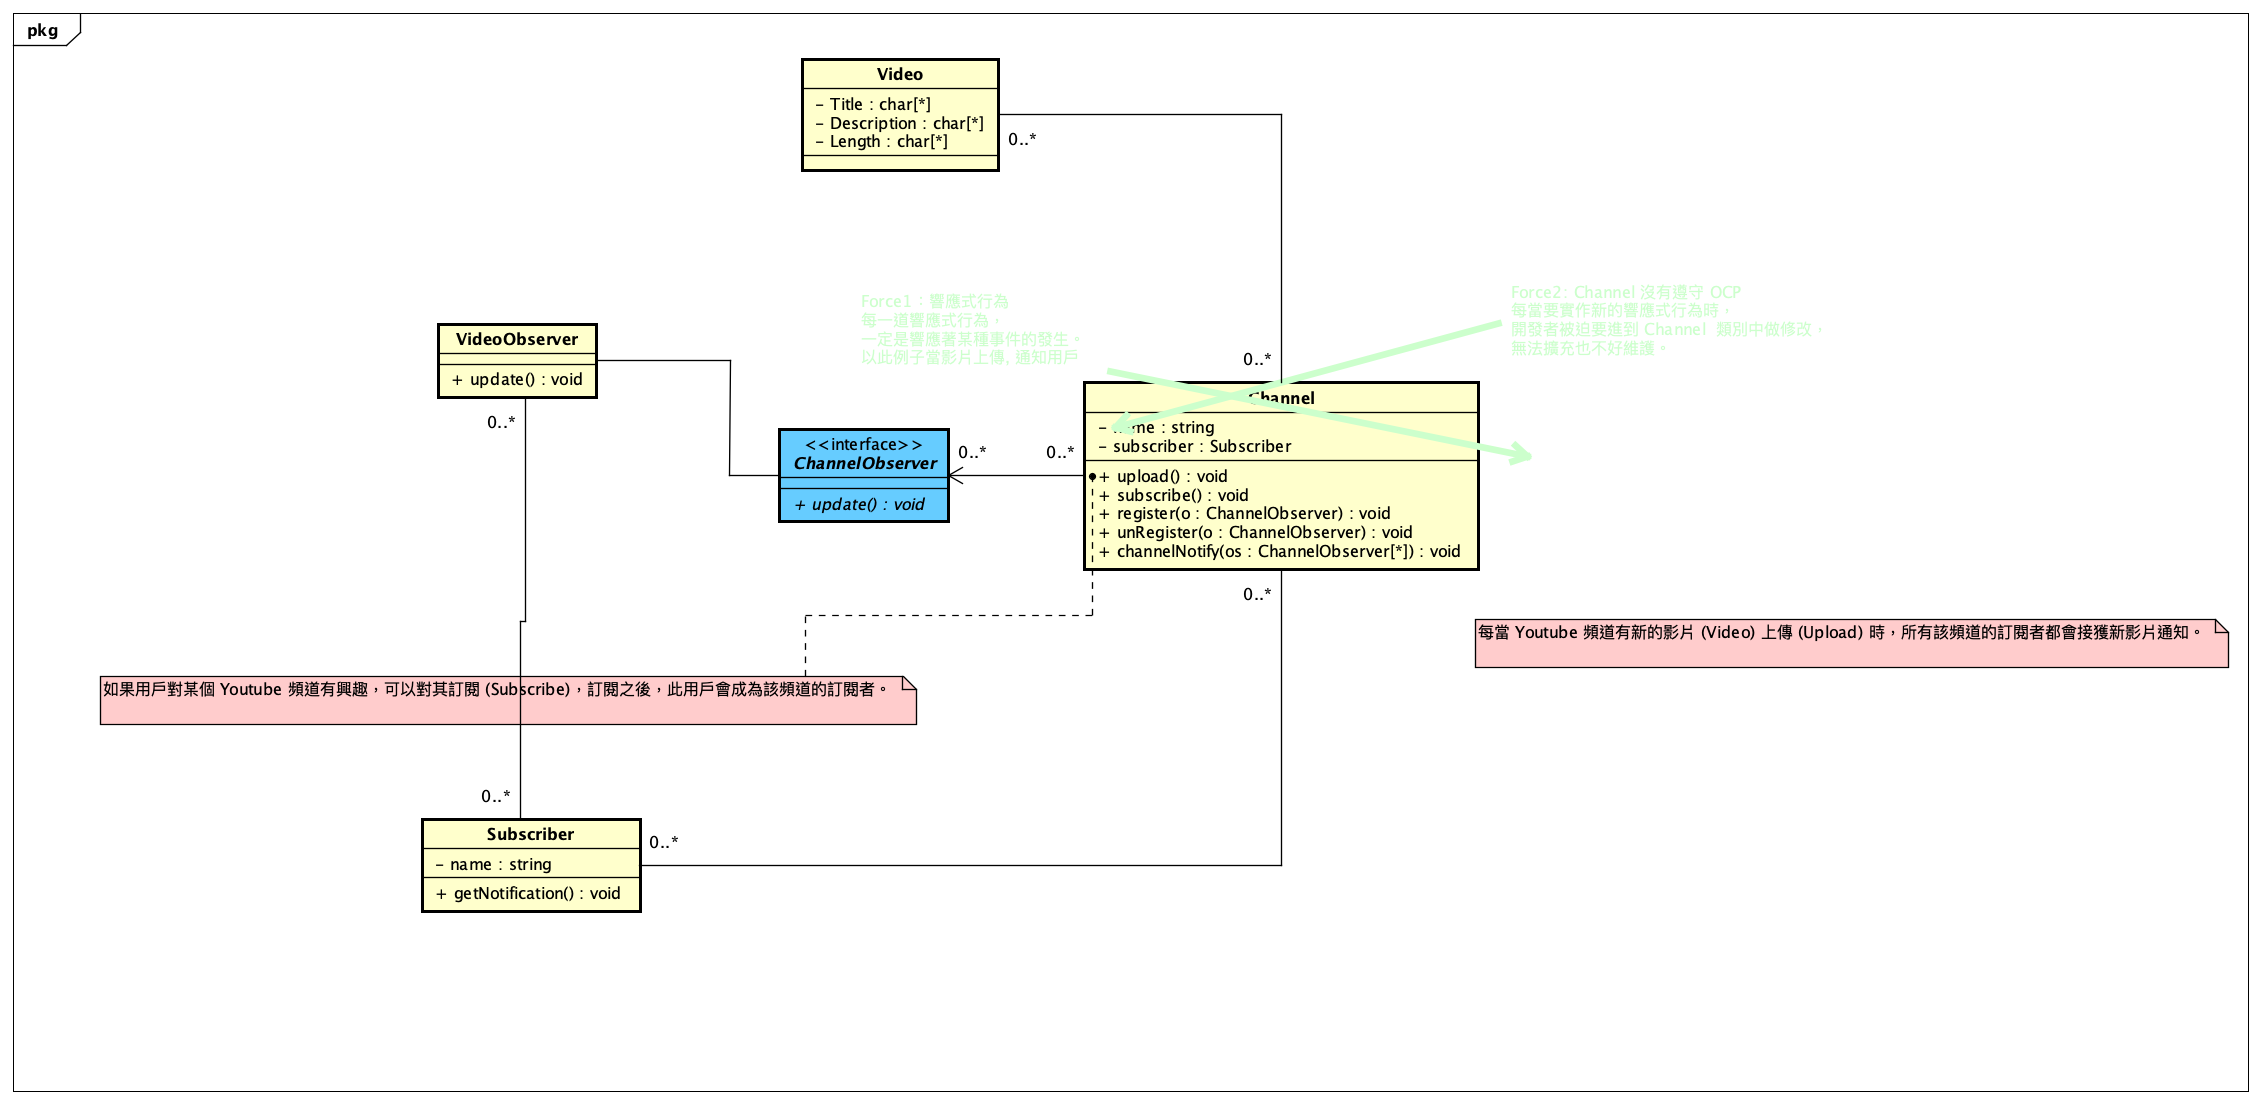 pkg
Video
- Title : char[*]
- Description : char[*]
- Length : char[*]
0..*
Force1：響應式行為
每一道響應式行為，
一定是響應著某種事件的發生。
以此例子當影片上傳, 通知用戶
Force2: Channel 沒有遵守 OCP
每當要實作新的響應式行為時，
開發者被迫要進到 Channel 類別中做修改，
無法擴充也不好維護。
VideoObserver
+ update() : void
0..*
<<interface>>
ChannelObserver
+ update() : void
0..*
0..*
0..*
Channel
- name : string
- subscriber : Subscriber
+ upload() : void
+ subscribe() : void
+ register(o : ChannelObserver) : void
+ unRegister(o : ChannelObserver) : void
+ channelNotify(os : ChannelObserver[*]) : void
0..*
每當 Youtube 頻道有新的影片 (Video) 上傳 (Upload) 時，所有該頻道的訂閱者都會接獲新影片通知。
如果用戶對某個 Youtube 頻道有興趣，可以對其訂閱 (Subscribe)，訂閱之後，此用戶會成為該頻道的訂閱者。
0..*
Subscriber
- name : string
+ getNotification() : void
0..*